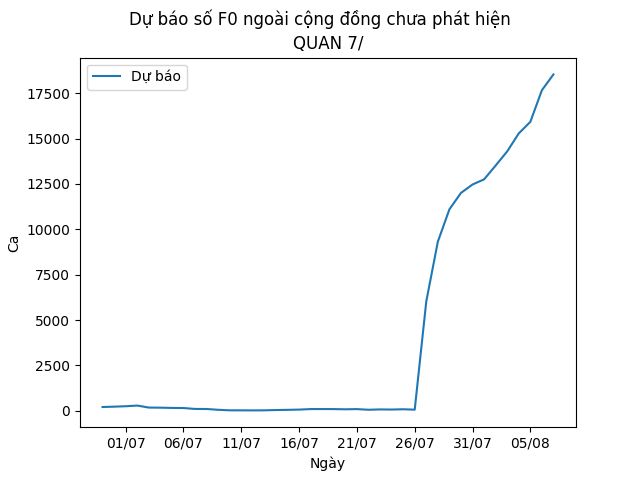 Dự báo số F0 ngoài cộng đồng chưa phát hiện
QUAN 7/
Dự báo
17500
15000
12500
10000
7500
5000
2500
0
Ca
01/07 06/07 11/07 16/07 21/07 26/07 31/07 05/08
Ngày